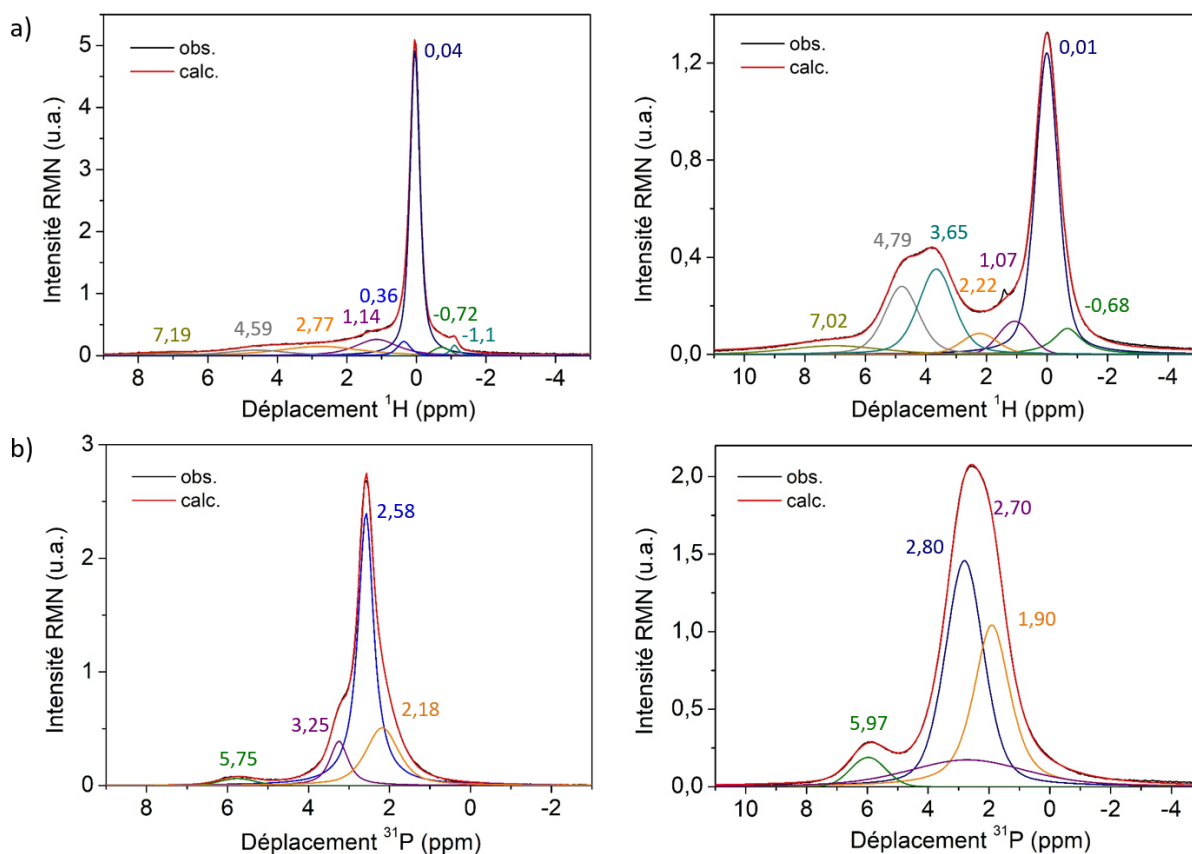 a)
Intensité RMN (u.a.)
5
4
3
2
1
0
obs.
calc.
0,04
0,36
1,14
2,77
4,59
7,19
-0,72
-1,1
8 6 4 2 0 -2 -4
Déplacement ¹H (ppm)
Intensité RMN (u.a.)
1,2
0,8
0,4
0,0
obs.
calc.
0,01
4,79
3,65
1,07
2,22
-0,68
7,02
10 8 6 4 2 0 -2 -4
Déplacement ¹H (ppm)
b)
Intensité RMN (u.a.)
3
2
1
0
obs.
calc.
2,58
3,25
2,18
5,75
8 6 4 2 0 -2
Déplacement ³¹P (ppm)
Intensité RMN (u.a.)
2,0
1,5
1,0
0,5
0,0
obs.
calc.
2,70
2,80
1,90
5,97
10 8 6 4 2 0 -2 -4
Déplacement ³¹P (ppm)